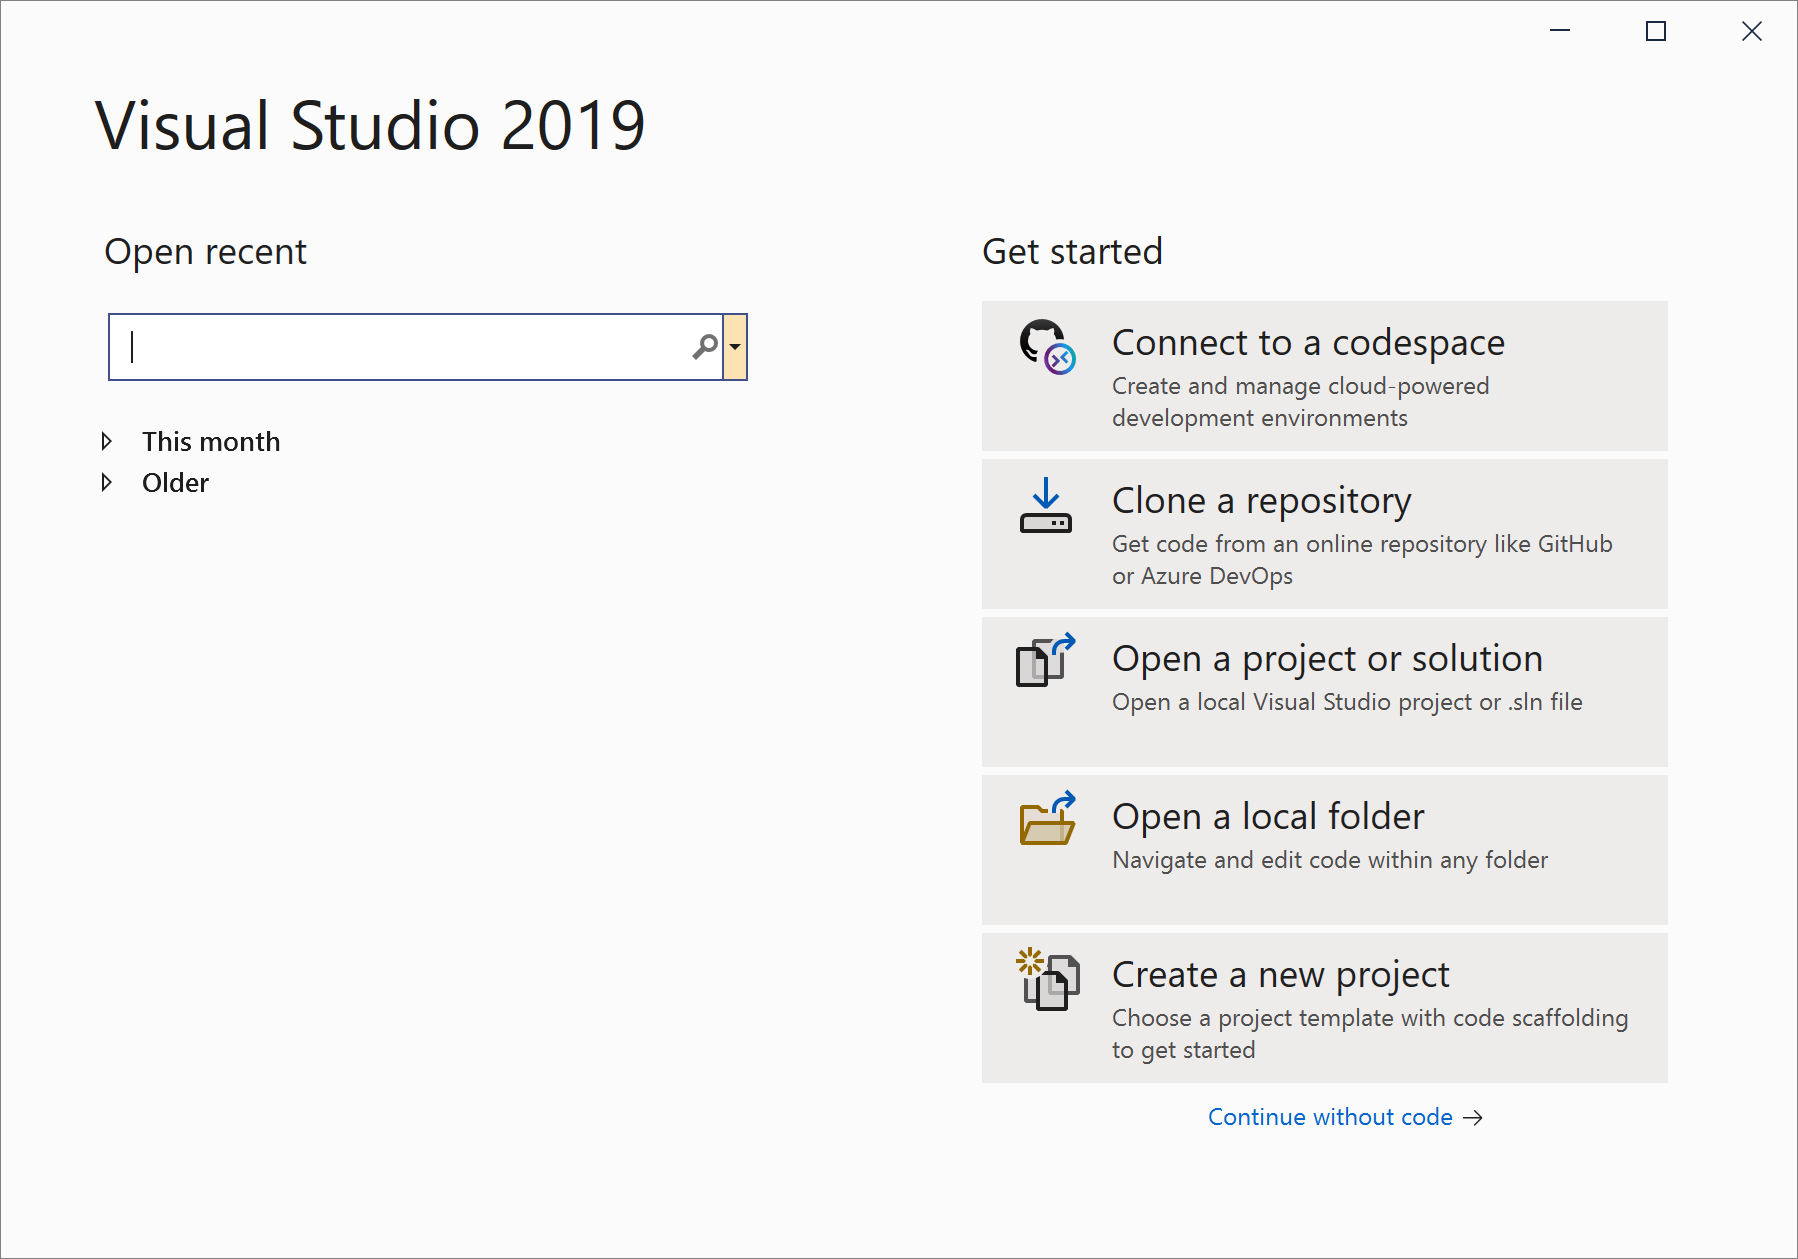 Visual Studio 2019
Open recent
This month
Older
Get started
Connect to a codespace
Create and manage cloud-powered
development environments
Clone a repository
Get code from an online repository like GitHub
or Azure DevOps
Open a project or solution
Open a local Visual Studio project or .sln file
Open a local folder
Navigate and edit code within any folder
Create a new project
Choose a project template with code scaffolding
to get started
Continue without code →